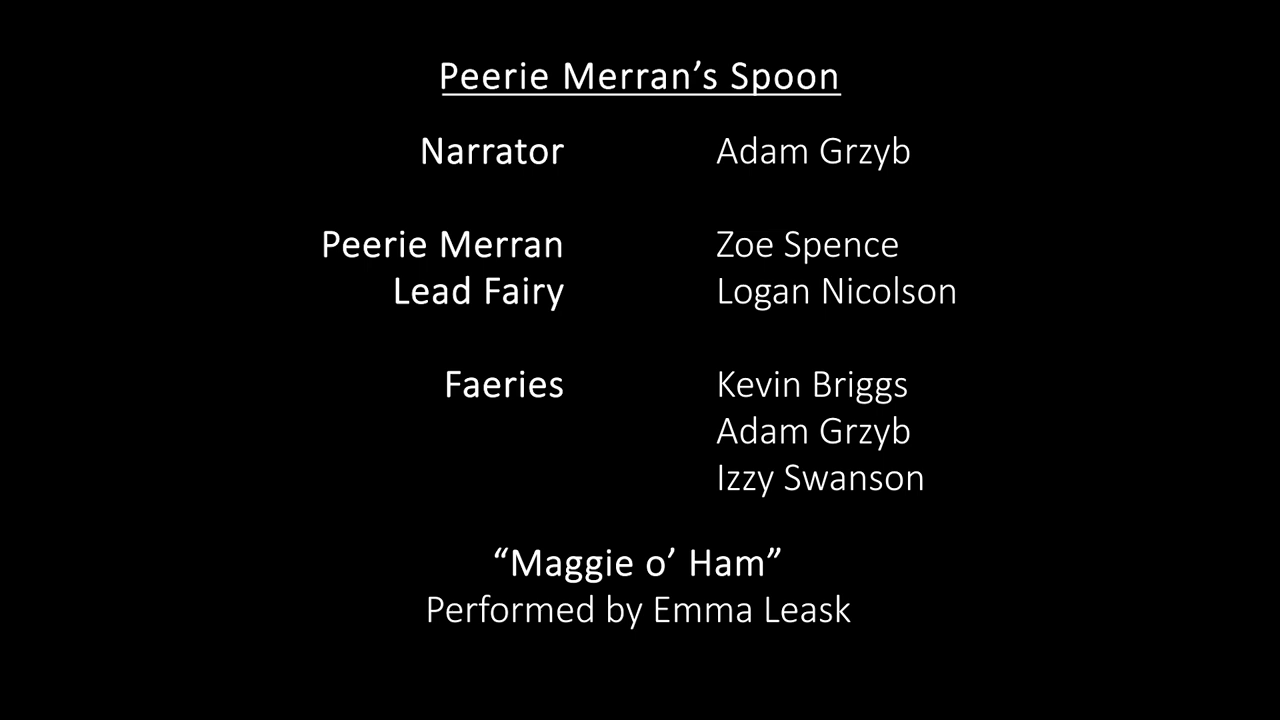 Peerie Merran’s Spoon
Narrator Adam Grzyb
Peerie Merran Zoe Spence
Lead Fairy Logan Nicolson
Faeries Kevin Briggs
Adam Grzyb
Izzy Swanson
“Maggie o’ Ham”
Performed by Emma Leask